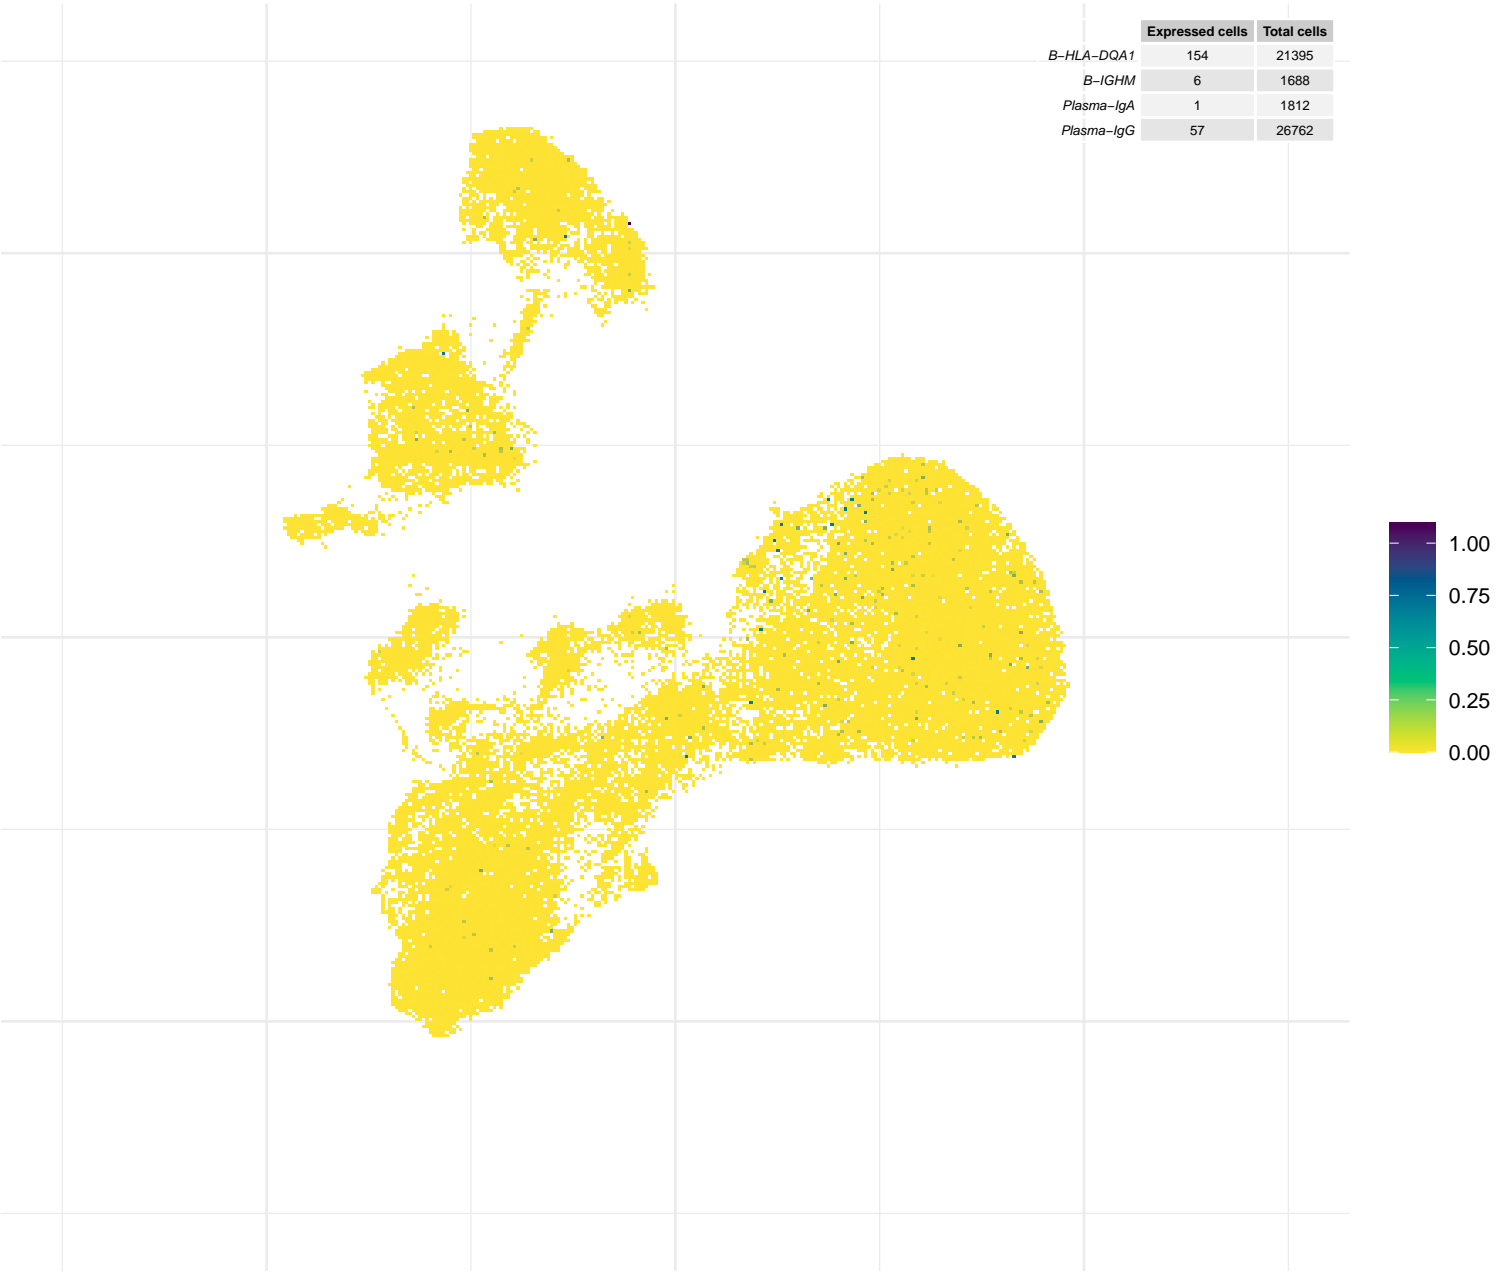 Expressed cells Total cells
B−HLA−DQA1 154 21395
B−IGHM 6 1688
Plasma−IgA 1 1812
Plasma−IgG 57 26762
1.00
0.75
0.50
0.25
0.00